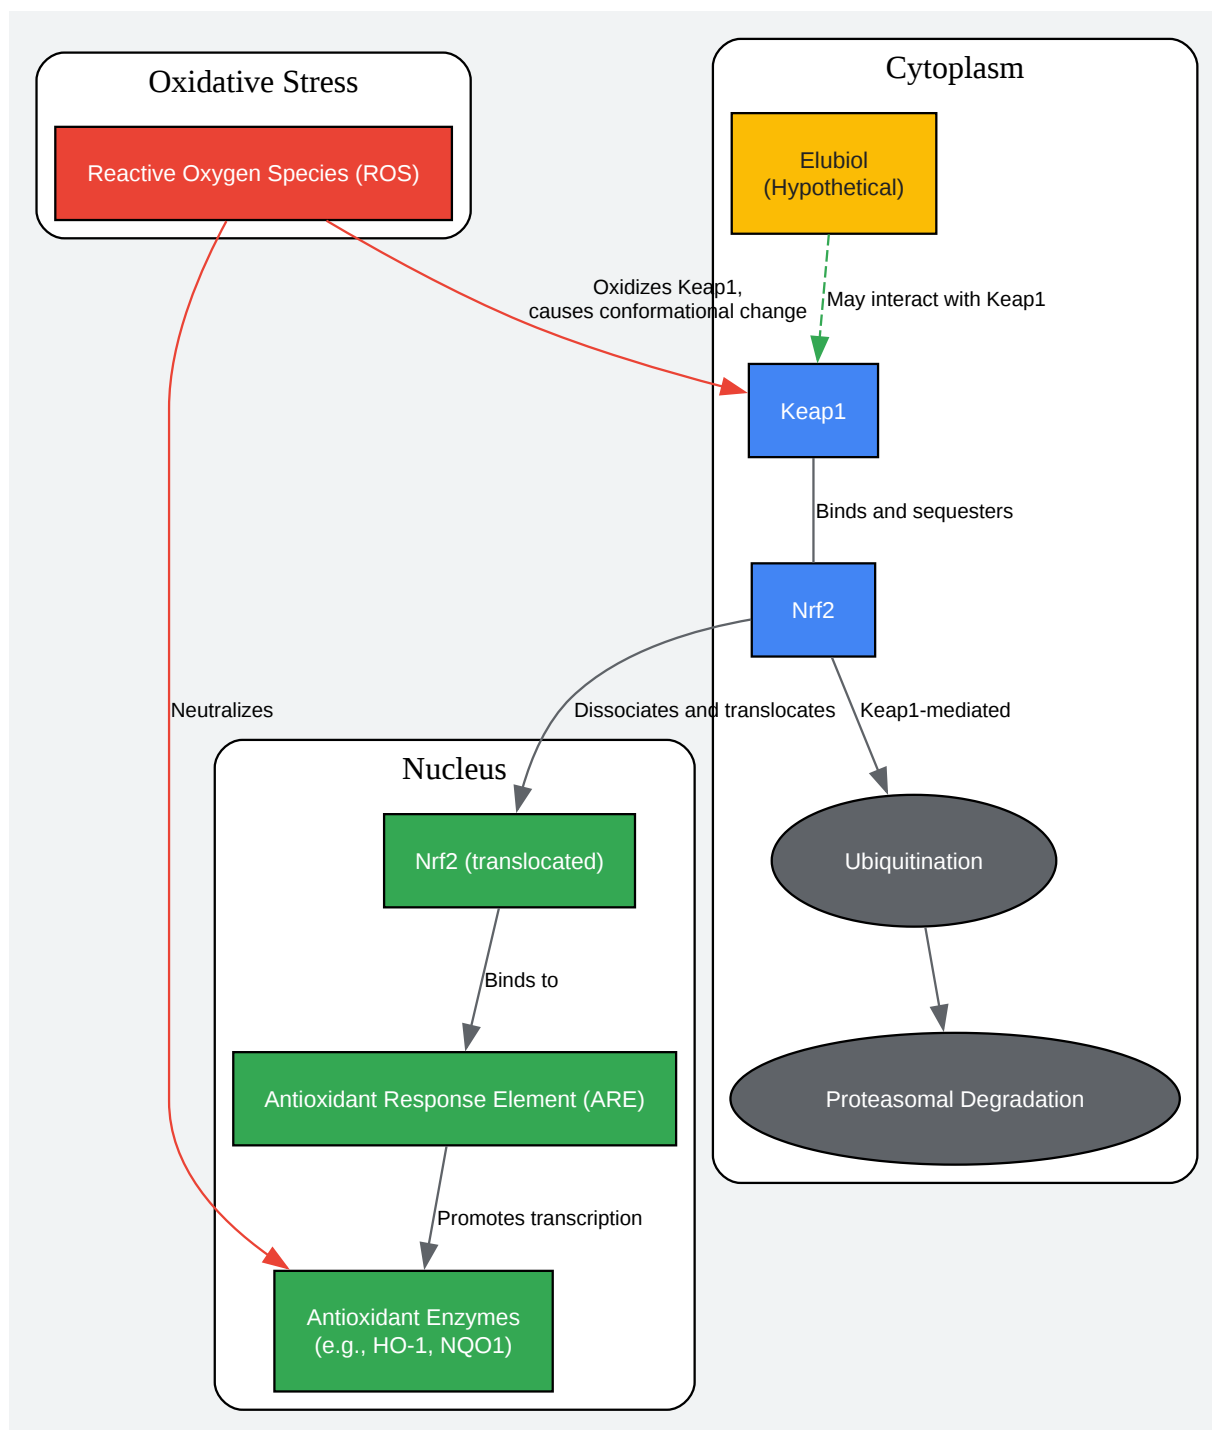 Oxidative Stress
Reactive Oxygen Species (ROS)
Cytoplasm
Elubiol
(Hypothetical)
Oxidizes Keap1,
causes conformational change
May interact with Keap1
Keap1
Binds and sequesters
Nrf2
Neutralizes
Dissociates and translocates
Keap1-mediated
Nucleus
Nrf2 (translocated)
Ubiquitination
Binds to
Antioxidant Response Element (ARE)
Proteasomal Degradation
Promotes transcription
Antioxidant Enzymes
(e.g., HO-1, NQO1)